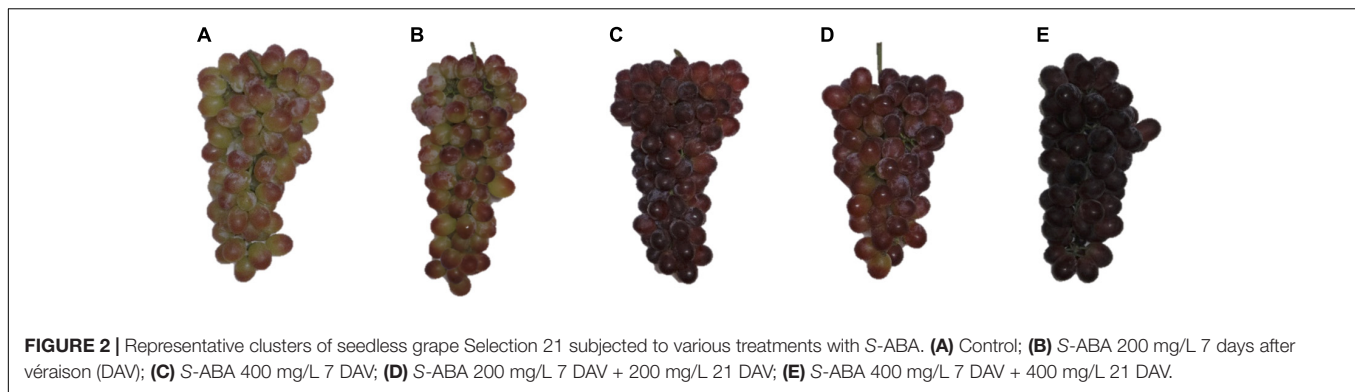 A B C D E
FIGURE 2 | Representative clusters of seedless grape Selection 21 subjected to various treatments with S-ABA. (A) Control; (B) S-ABA 200 mg/L 7 days after
véraison (DAV); (C) S-ABA 400 mg/L 7 DAV; (D) S-ABA 200 mg/L 7 DAV + 200 mg/L 21 DAV; (E) S-ABA 400 mg/L 7 DAV + 400 mg/L 21 DAV.